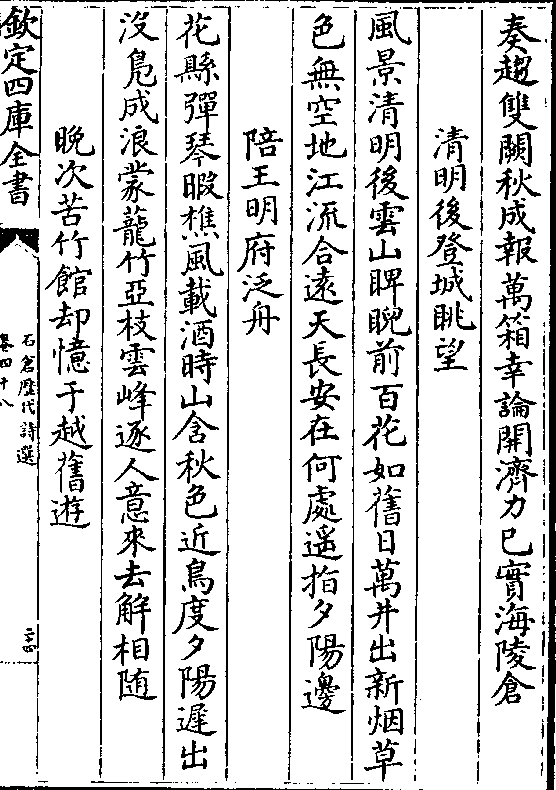 奏趨雙闕秋成報萬箱幸論開濟力已實海陵倉
清明後登城眺望
風景清明後雲山睥睨前百花如舊日萬井出新烟草
色無空地江流合遠天長安在何處遥指夕陽邊
陪王明府泛舟
花縣彈琴暇樵風載酒時山含秋色近鳥度夕陽遲出
沒鳧成浪蒙蘢竹亞枝雲峰逐人意來去解相随
晚次苦竹館却憶于越舊遊
欽定四庫全書
石倉歷代詩選
卷四十八
二四